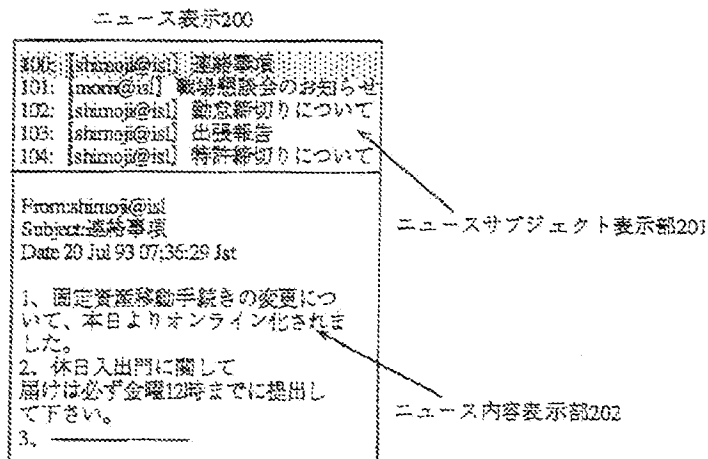 ニュース表示200
100: [shimoji@isl] 連絡事項
101: [mori@isl] 職場懇談会のお知らせ
102: [shimoji@isl] 勤怠締切りについて
103: [shimoji@isl] 出張報告
104: [shimoji@isl] 特許締切りについて
ニュースサブジェクト表示部201
From:shimoji@isl
Subject:連絡事項
Date 20 Jul 93 07:36:29 Jst
1、固定資産移動手続きの変更につ
いて、本日よりオンライン化されま
した。
2、休日入出門に関して
届けは必ず金曜12時までに提出し
て下さい。
ニュース内容表示部202
3、